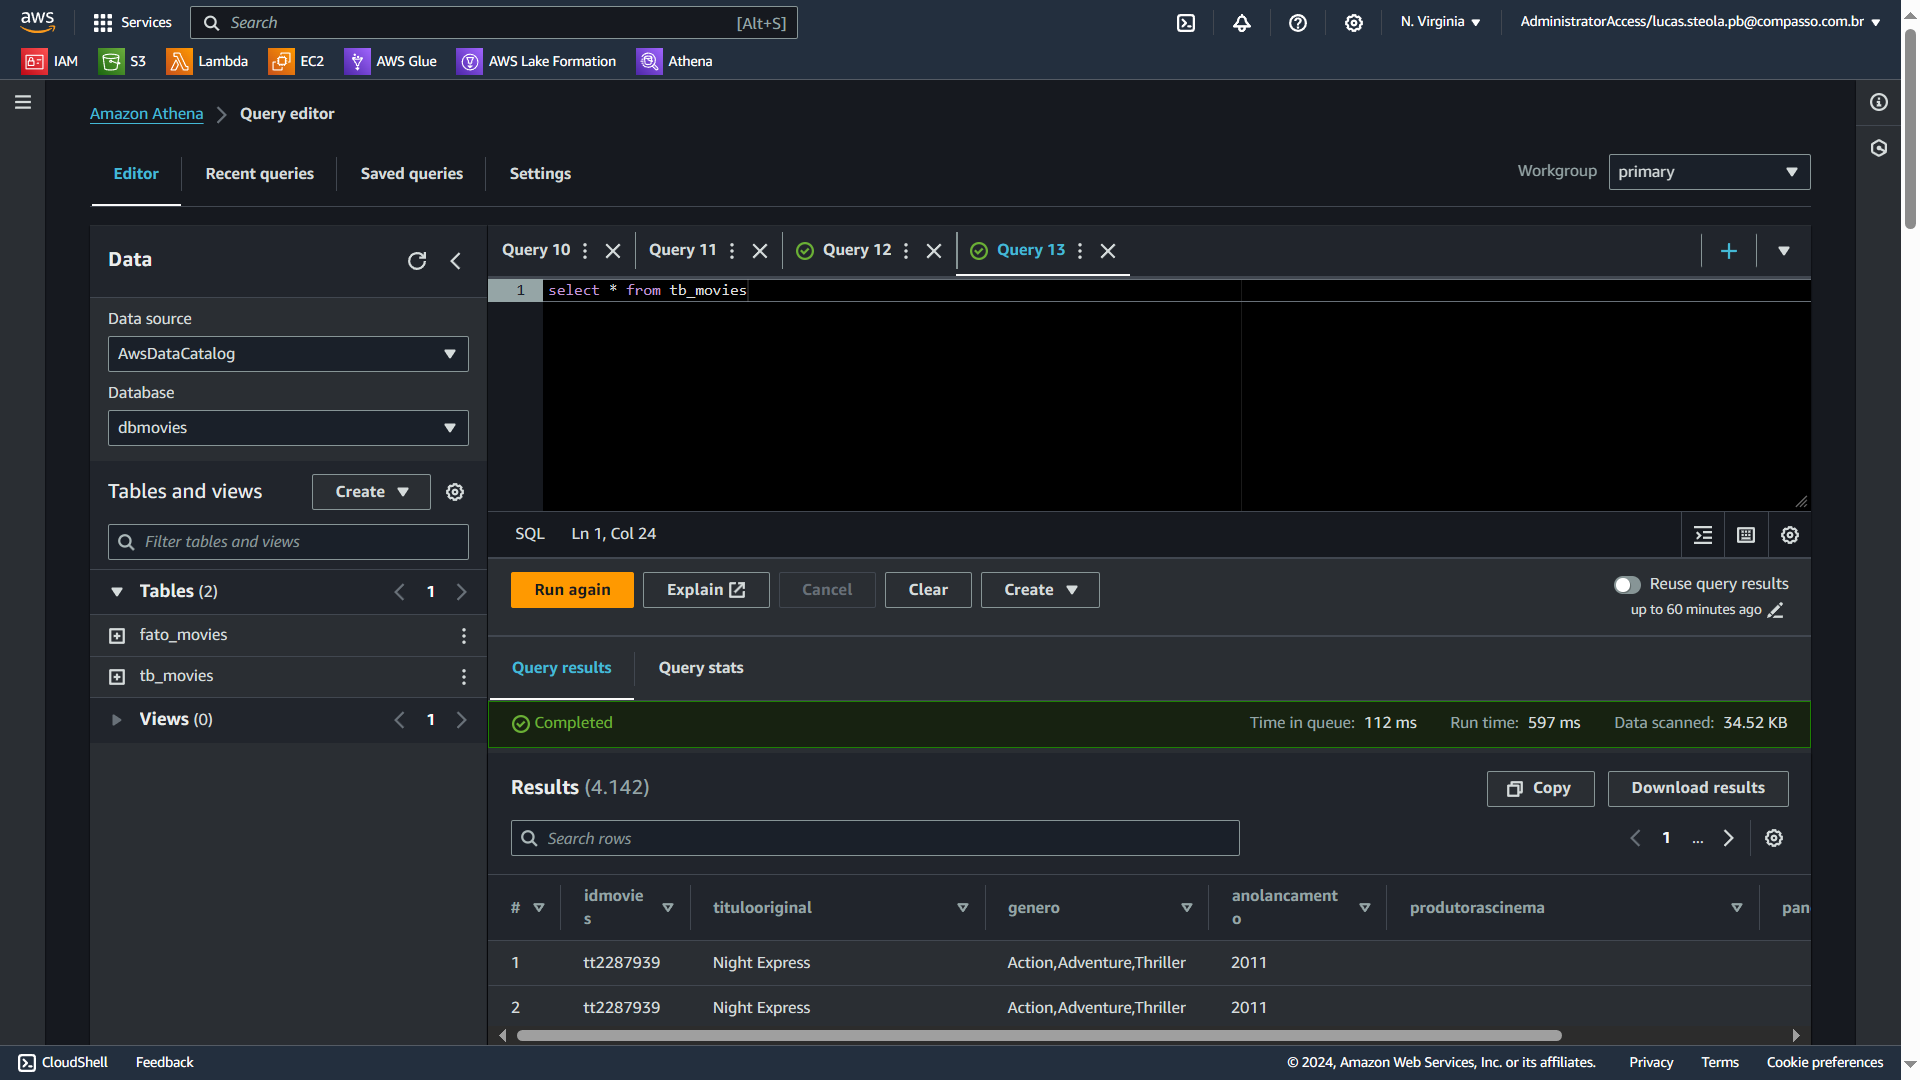 aws
Services
Search
[Alt+S]
N. Virginia
AdministratorAccess/lucas.steola.pb@compasso.com.br
IAM
S3
Lambda
EC2
AWS Glue
AWS Lake Formation
Athena
Amazon Athena
Query editor
Editor
Recent queries
Saved queries
Settings
Workgroup
primary
Data
Data source
AwsDataCatalog
Database
dbmovies
Tables and views
Create
Filter tables and views
Tables (2)
1
fato_movies
tb_movies
Views (0)
1
Query 10
Query 11
Query 12
Query 13
1
select * from tb_movies
SQL
Ln 1, Col 24
Run again
Explain
Cancel
Clear
Create
Reuse query results
up to 60 minutes ago
Query results
Query stats
Completed
Time in queue: 112 ms
Run time: 597 ms
Data scanned: 34.52 KB
Results (4.142)
Copy
Download results
Search rows
1
...
#
idmovie
s
titulooriginal
genero
anolancament
o
produtorascinema
pan
1
tt2287939
Night Express
Action,Adventure,Thriller
2011
2
tt2287939
Night Express
Action,Adventure,Thriller
2011
CloudShell
Feedback
© 2024, Amazon Web Services, Inc. or its affiliates.
Privacy
Terms
Cookie preferences